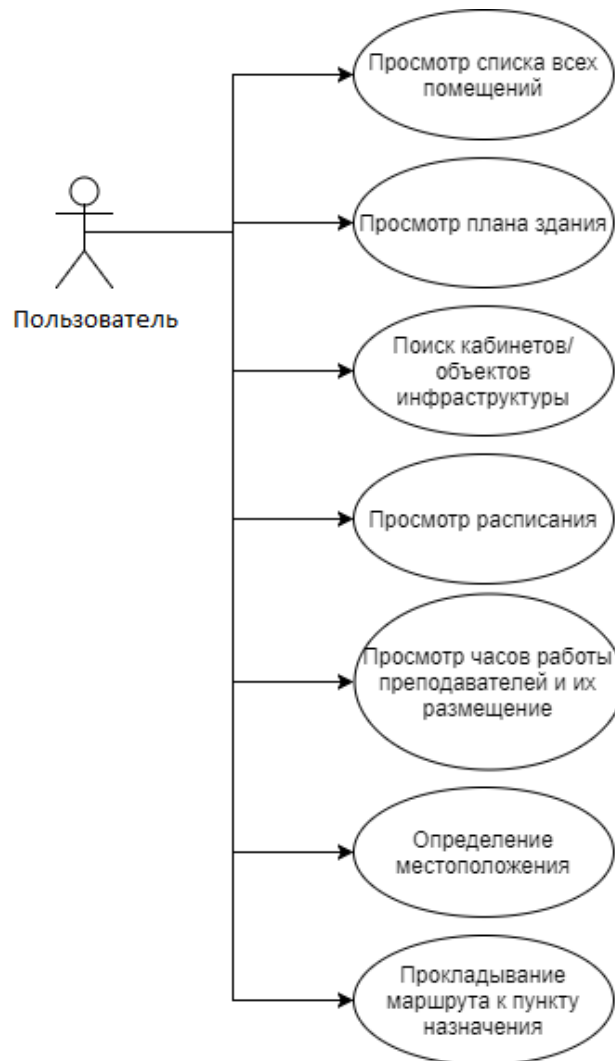 Просмотр списка всех
помещений
Просмотр плана здания
Пользователь
Поиск кабинетов/
объектов
инфраструктуры
Просмотр расписания
Просмотр часов работы
преподавателей и их
размещение
Определение
местоположения
Прокладывание
маршрута к пункту
назначения